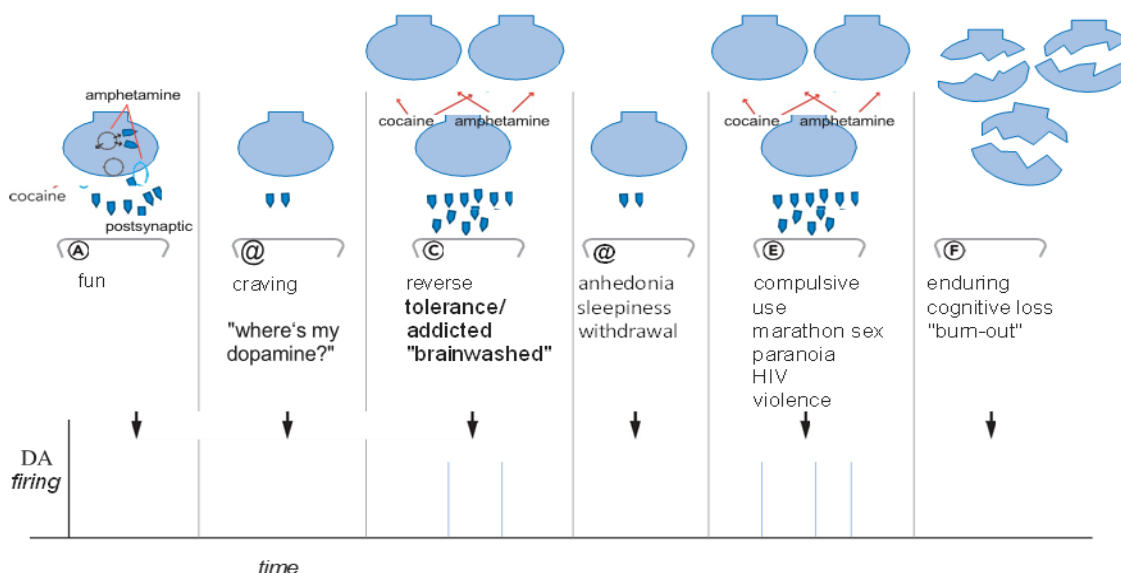 amphetamine
cocaine
postsynaptic
A
fun
@
craving
"where's my
dopamine?"
cocaine amphetamine
C
reverse
tolerance/
addicted
"brainwashed"
@
anhedonia
sleepiness
withdrawal
cocaine amphetamine
E
compulsive
use
marathon sex
paranoia
HIV
violence
F
enduring
cognitive loss
"burn-out"
DA
firing
time